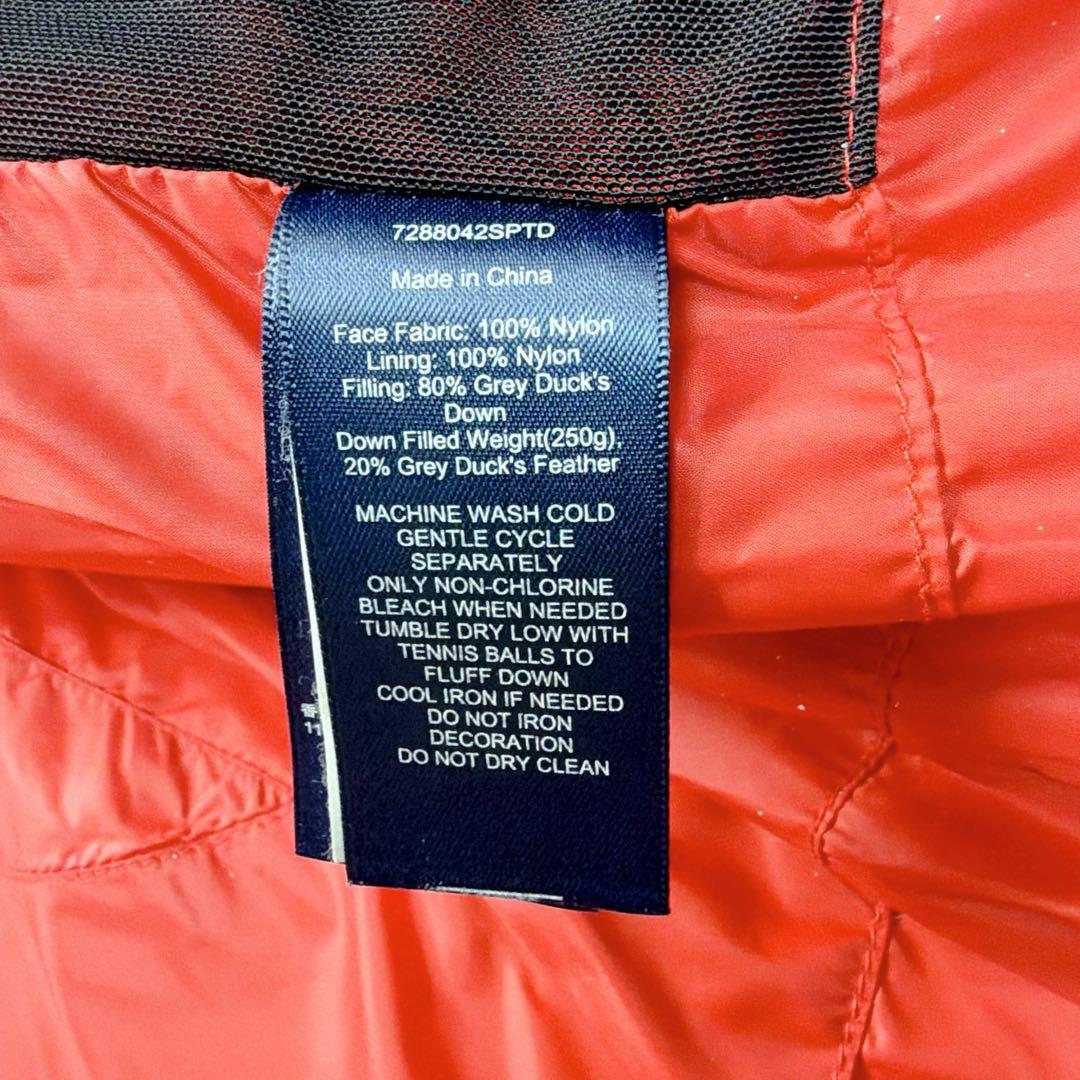 7288042SPTD
Made in China
Face Fabric: 100% Nylon
Lining: 100% Nylon
Filling: 80% Grey Duck's
Down
Down Filled Weight(250g),
20% Grey Duck's Feather
MACHINE WASH COLD
GENTLE CYCLE
SEPARATELY
ONLY NON-CHLORINE
BLEACH WHEN NEEDED
TUMBLE DRY LOW WITH
TENNIS BALLS TO
FLUFF DOWN
COOL IRON IF NEEDED
DO NOT IRON
DECORATION
DO NOT DRY CLEAN
11